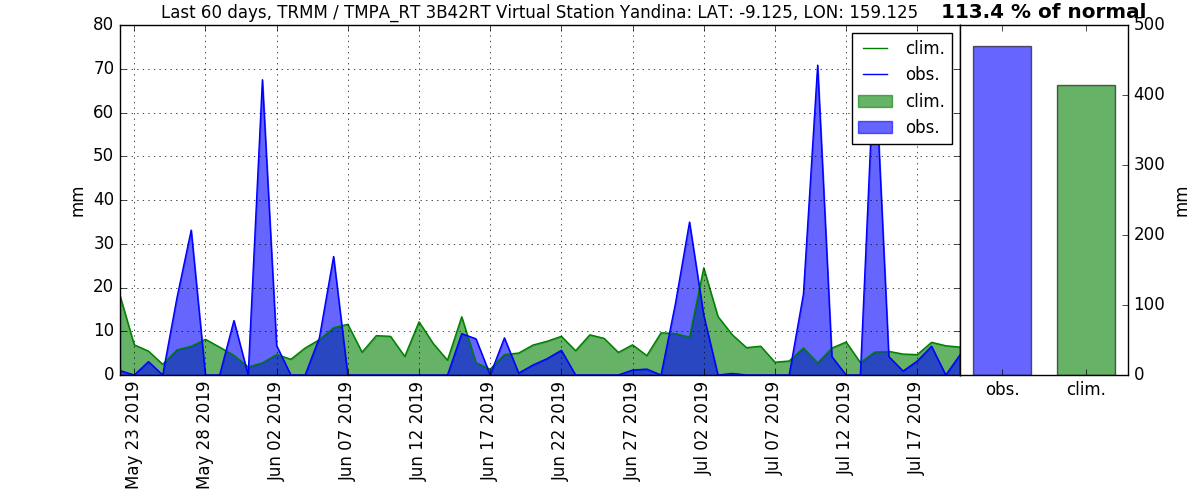 Last 60 days, TRMM / TMPA_RT 3B42RT Virtual Station Yandina: LAT: -9.125, LON: 159.125
113.4 % of normal
80
70
60
50
40
30
20
10
0
mm
clim.
obs.
clim.
obs.
500
400
300
200
100
0
mm
obs.
clim.
May 23 2019
May 28 2019
Jun 02 2019
Jun 07 2019
Jun 12 2019
Jun 17 2019
Jun 22 2019
Jun 27 2019
Jul 02 2019
Jul 07 2019
Jul 12 2019
Jul 17 2019